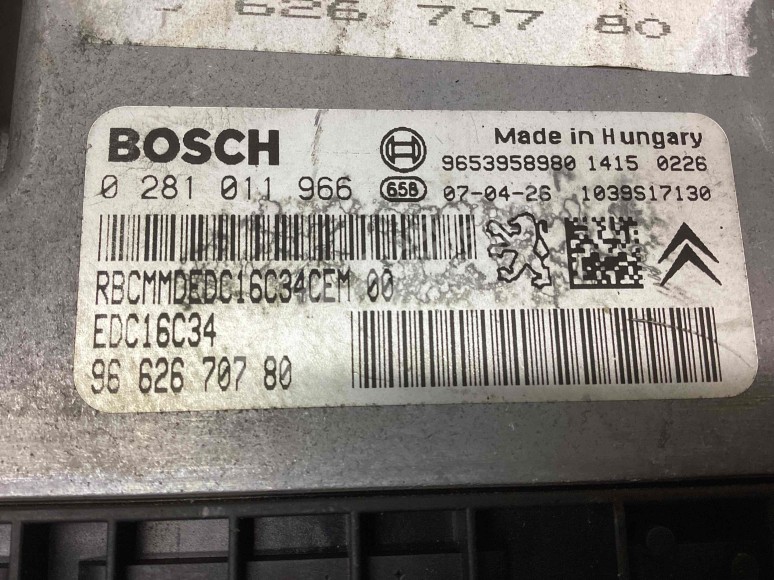 626 707 80
BOSCH
Made in Hungary
9653958980 1415 0226
0 281 011 966
658
07-04-26 1039S17130
RBCMMDEDC16C34CEM 00
EDC16C34
96 626 707 80